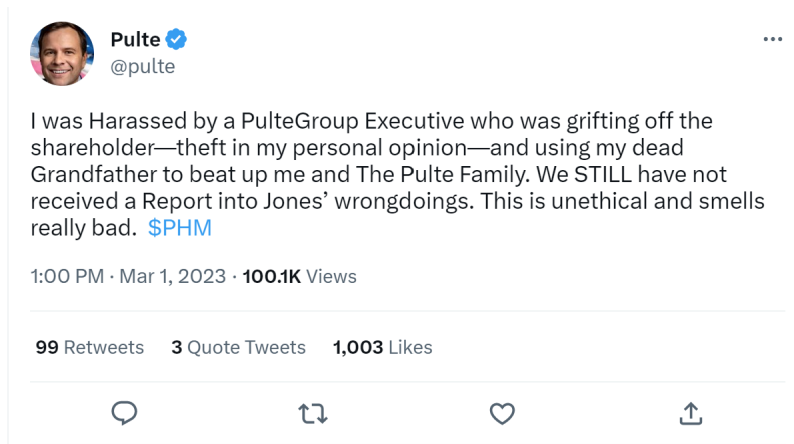 Pulte
@pulte
I was Harassed by a PulteGroup Executive who was grifting off the
shareholder—theft in my personal opinion—and using my dead
Grandfather to beat up me and The Pulte Family. We STILL have not
received a Report into Jones’ wrongdoings. This is unethical and smells
really bad. $PHM
1:00 PM · Mar 1, 2023 · 100.1K Views
99 Retweets 3 Quote Tweets 1,003 Likes